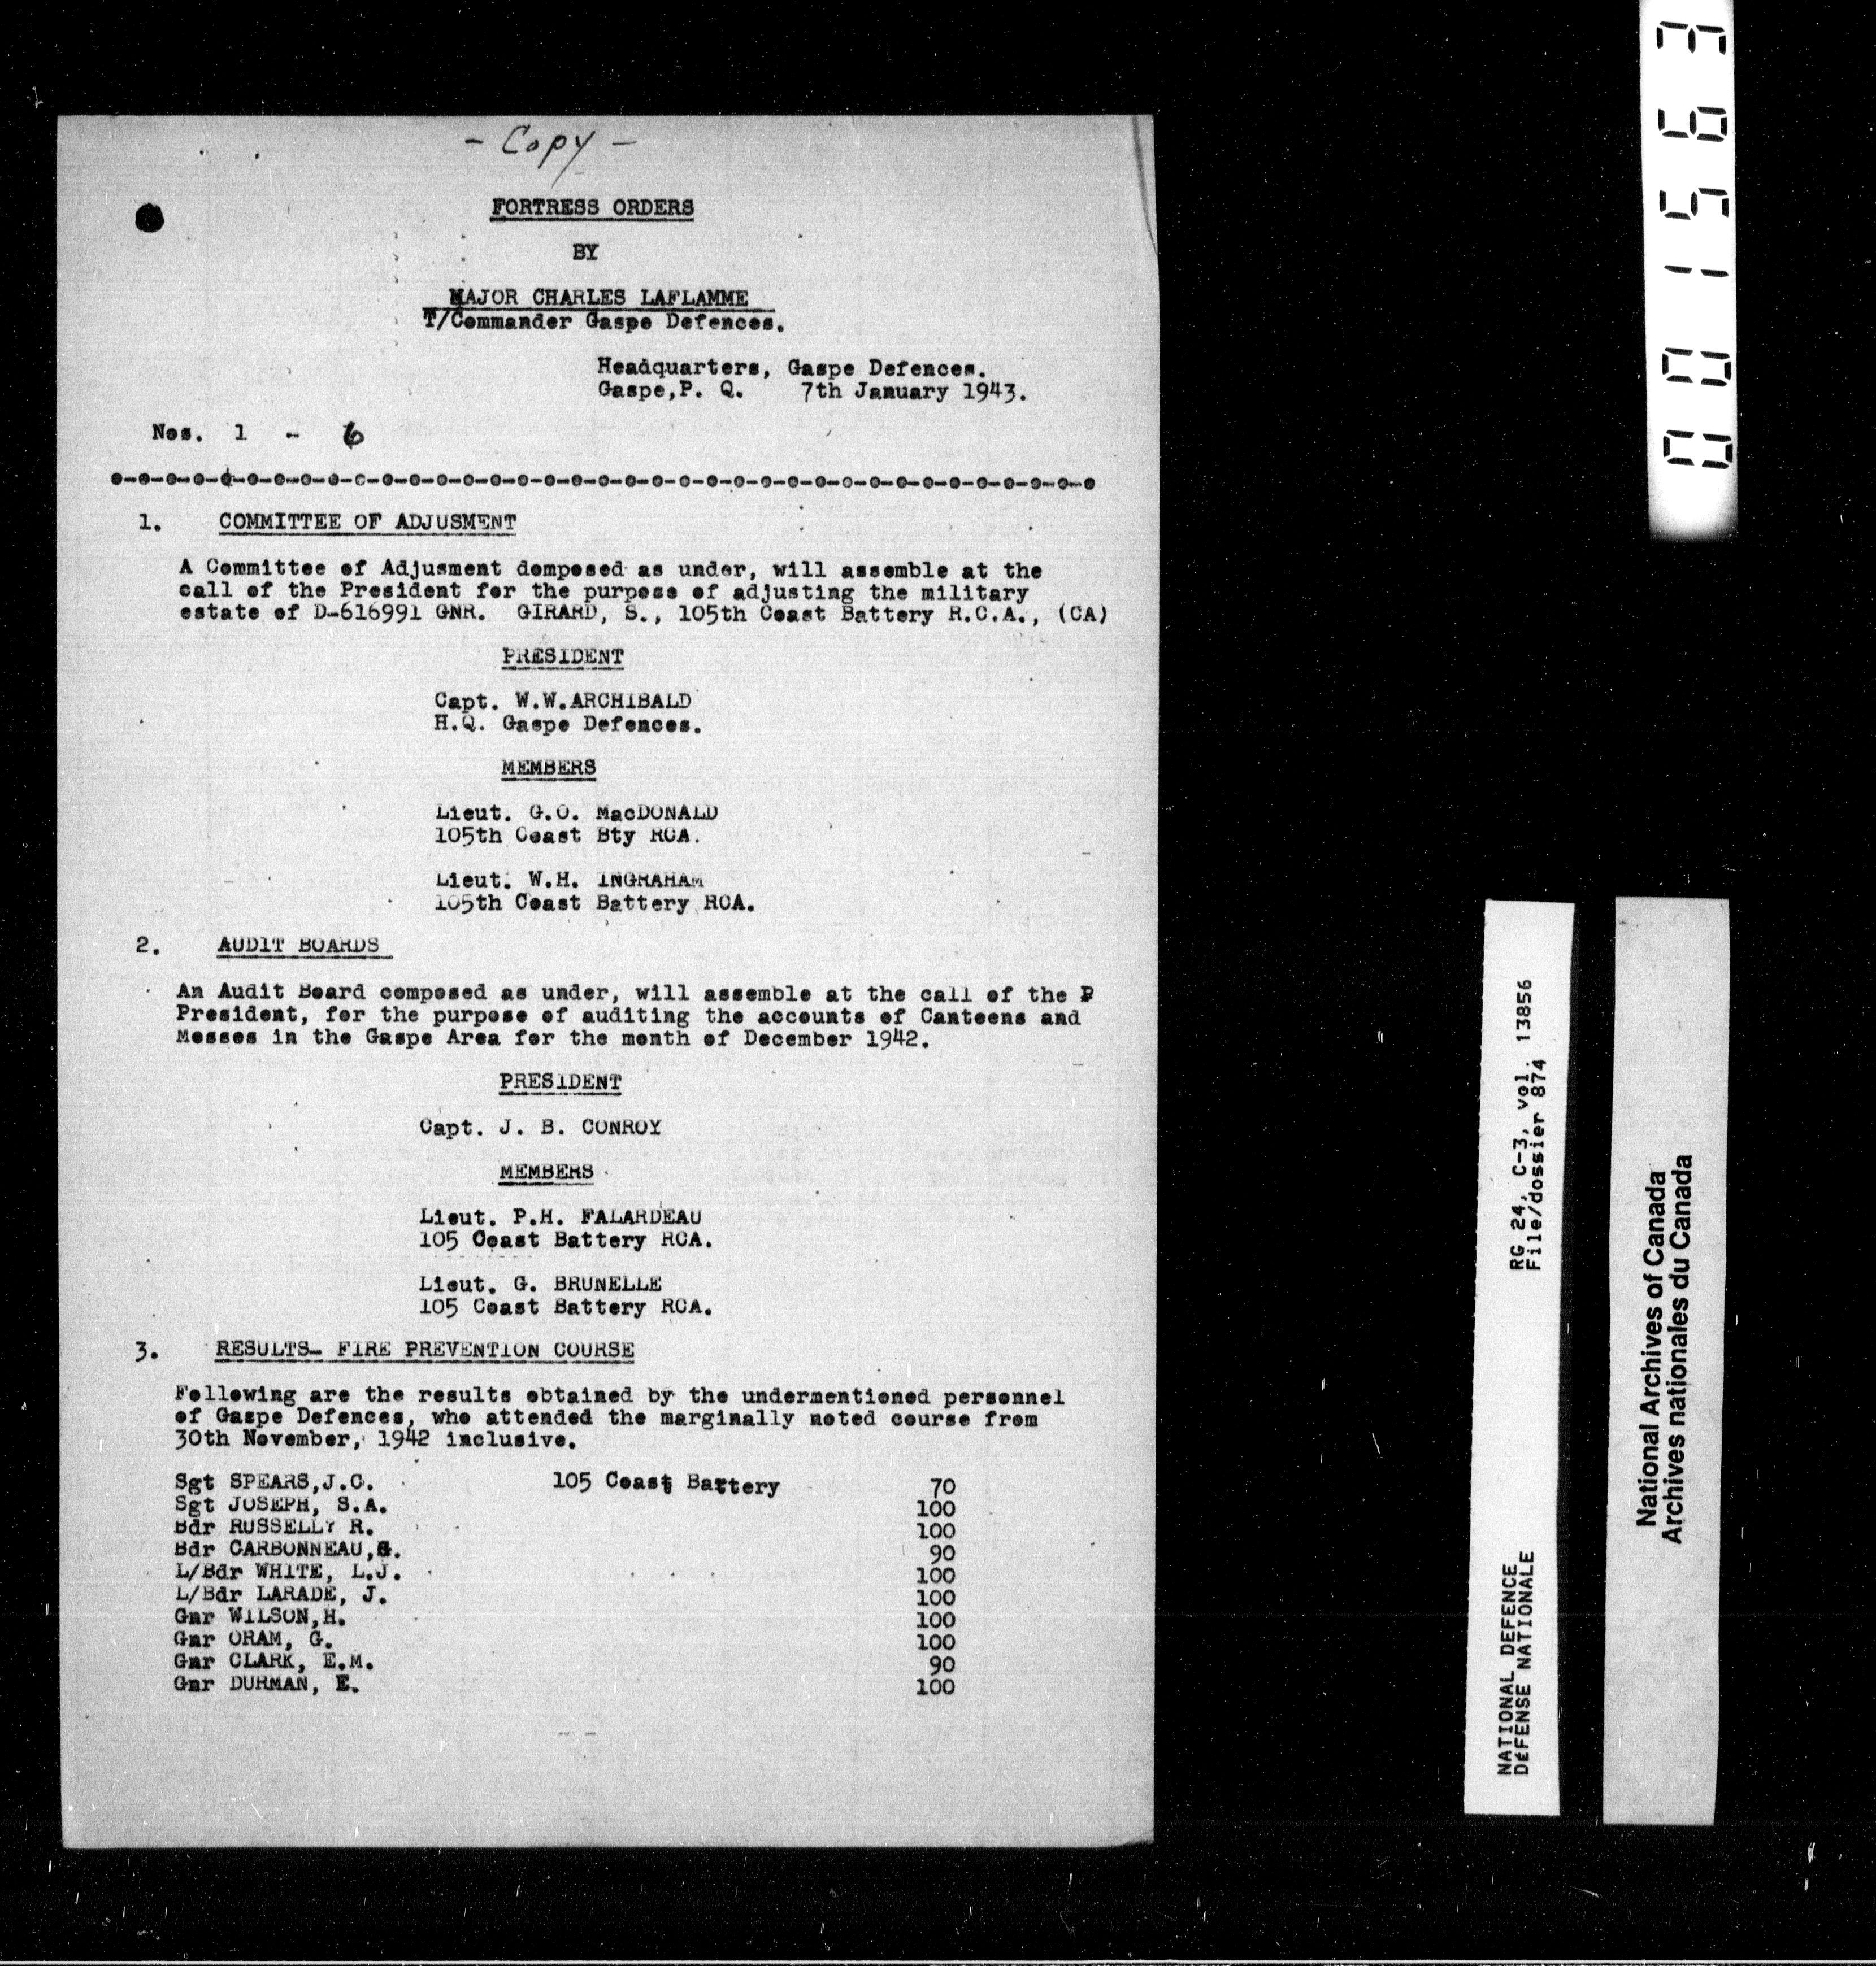 - Copy -
FORTRESS ORDERS
BY
MAJOR CHARLES LAFLAMME
T/Commander Gaspe Defences.
Headquarters, Gaspe Defences.
Gaspe,P. Q. 7th January 1943.
Nos. 1 - 6
1. COMMITTEE OF ADJUSMENT
A Committee of Adjusment domposed as under, will assemble at the
call of the President for the purpose of adjusting the military
estate of D-616991 GNR. GIRARD, S., 105th Coast Battery R.C.A., (CA)
PRESIDENT
Capt. W.W.ARCHIBALD
H.Q. Gaspe Defences.
MEMBERS
Lieut. G.O. MacDONALD
105th Coast Bty RCA.
Lieut. W.H. INGRAHAM
105th Coast Battery RCA.
2. AUDIT BOARDS
An Audit Board composed as under, will assemble at the call of the P
President, for the purpose of auditing the accounts of Canteens and
Messes in the Gaspe Area for the month of December 1942.
PRESIDENT
Capt. J. B. CONROY
MEMBERS
Lieut. P.H. FALARDEAU
105 Coast Battery RCA.
Lieut. G. BRUNELLE
105 Coast Battery RCA.
3. RESULTS- FIRE PREVENTION COURSE
Following are the results obtained by the undermentioned personnel
of Gaspe Defences, who attended the marginally noted course from
30th November, 1942 inclusive.
Sgt SPEARS,J.C. 105 Coast Battery 70
Sgt JOSEPH, S.A. 100
Bdr RUSSELLY R. 100
Bdr CARBONNEAU,G. 90
L/Bdr WHITE, L.J. 100
L/Bdr LARADE, J. 100
Gnr WILSON,H. 100
Gnr ORAM, G. 100
Gnr CLARK, E.M. 90
Gnr DURMAN, E. 100
001563
NATIONAL DEFENCE RG 24, C-3, vol. 13856
DéFENSE NATIONALE File/dossier 874
National Archives of Canada
Archives nationales du Canada